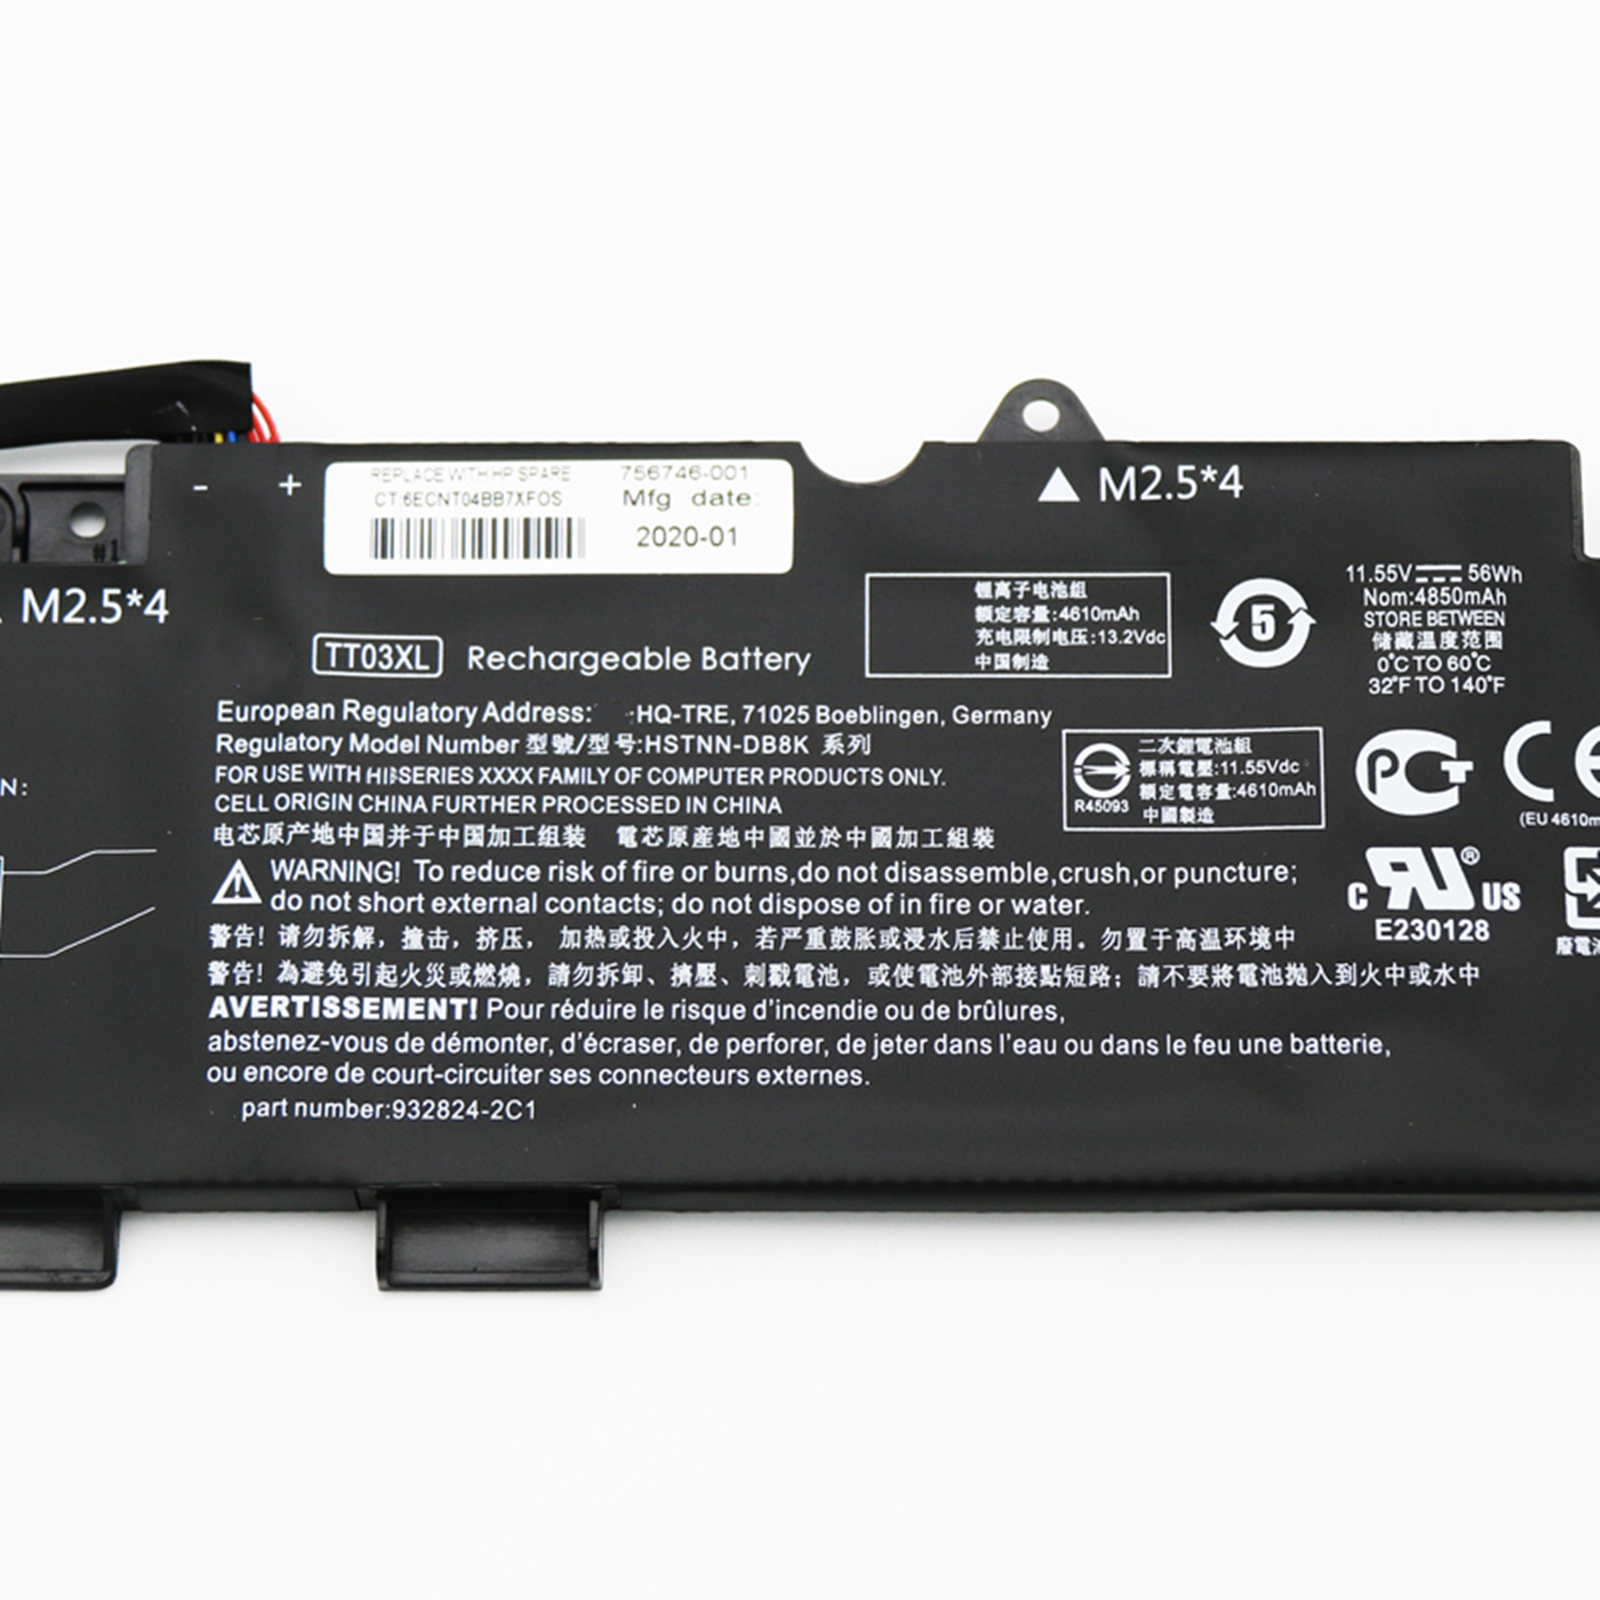 - +
REPLACE WITH HP SPARE 756746-001
CT:6ECNT04BB7XFOS Mfg date:
2020-01
#1
M2.5*4
M2.5*4
TT03XL Rechargeable Battery
锂离子电池组
额定容量:4610mAh
充电限制电压:13.2Vdc
中国制造
5
11.55V 56Wh
Nom:4850mAh
STORE BETWEEN
储藏温度范围
0°C TO 60°C
32°F TO 140°F
European Regulatory Address: HQ-TRE, 71025 Boeblingen, Germany
Regulatory Model Number 型號/型号:HSTNN-DB8K 系列
FOR USE WITH SERIES XXXX FAMILY OF COMPUTER PRODUCTS ONLY.
CELL ORIGIN CHINA FURTHER PROCESSED IN CHINA
电芯原产地中国并于中国加工组装 電芯原産地中國並於中國加工組裝
R45093
二次鋰電池組
標稱電壓:11.55Vdc
額定電容量:4610mAh
中國製造
PCT
CE
(EU 4610m
N:
WARNING! To reduce risk of fire or burns,do not disassemble,crush,or puncture;
do not short external contacts; do not dispose of in fire or water.
警告! 请勿拆解，撞击，挤压， 加热或投入火中，若严重鼓胀或浸水后禁止使用。勿置于高温环境中
警告! 為避免引起火災或燃燒，請勿拆卸、擠壓、刺戳電池，或使電池外部接點短路；請不要將電池拋入到火中或水中
AVERTISSEMENT! Pour réduire le risque d'incendie ou de brûlures,
abstenez-vous de démonter, d'écraser, de perforer, de jeter dans l'eau ou dans le feu une batterie,
ou encore de court-circuiter ses connecteurs externes.
part number:932824-2C1
C RU ® US
E230128
廢電池